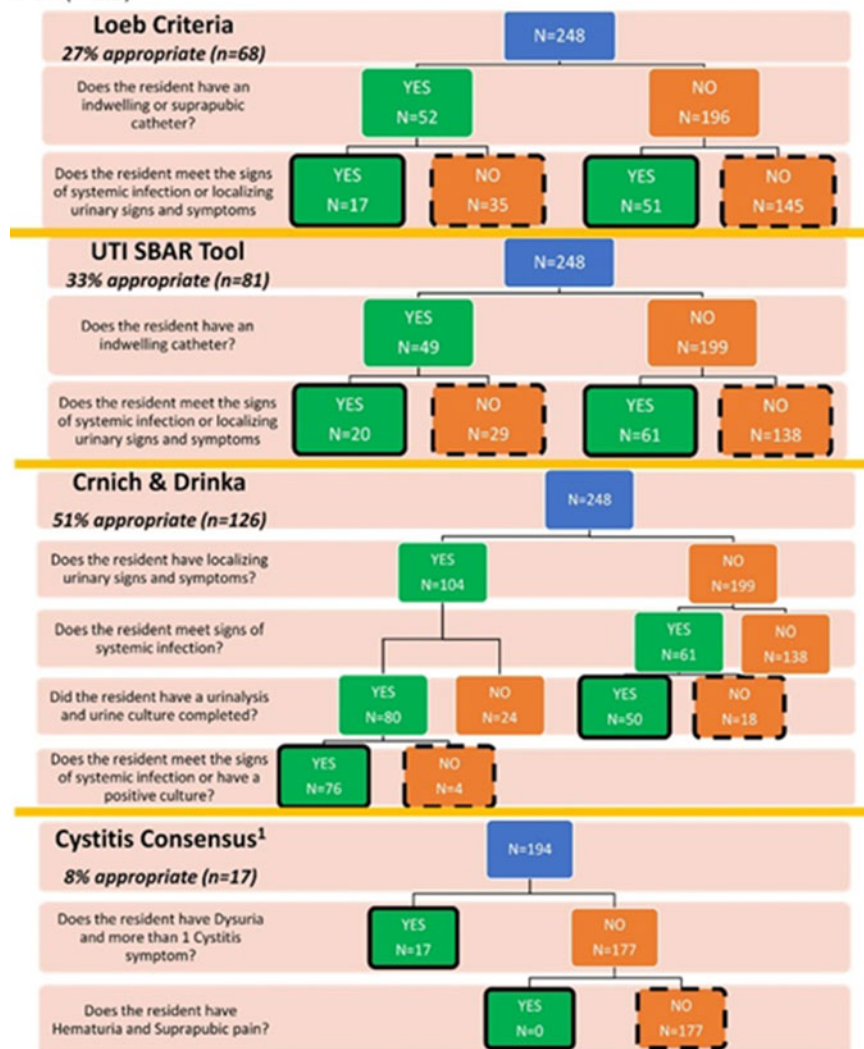 Loeb Criteria
27% appropriate (n=68)
N=248
Does the resident have an
indwelling or suprapubic
catheter?
YES
N=52
NO
N=196
Does the resident meet the signs
of systemic infection or localizing
urinary signs and symptoms
YES
N=17
NO
N=35
YES
N=51
NO
N=145
UTI SBAR Tool
33% appropriate (n=81)
N=248
Does the resident have an
indwelling catheter?
YES
N=49
NO
N=199
Does the resident meet the signs
of systemic infection or localizing
urinary signs and symptoms
YES
N=20
NO
N=29
YES
N=61
NO
N=138
Crnich & Drinka
51% appropriate (n=126)
N=248
Does the resident have localizing
urinary signs and symptoms?
YES
N=104
NO
N=199
Does the resident meet signs of
systemic infection?
YES
N=61
NO
N=138
Did the resident have a urinalysis
and urine culture completed?
YES
N=80
NO
N=24
YES
N=50
NO
N=18
Does the resident meet the signs
of systemic infection or have a
positive culture?
YES
N=76
NO
N=4
Cystitis Consensus¹
8% appropriate (n=17)
N=194
Does the resident have Dysuria
and more than 1 Cystitis
symptom?
YES
N=17
NO
N=177
Does the resident have
Hematuria and Suprapubic pain?
YES
N=0
NO
N=177